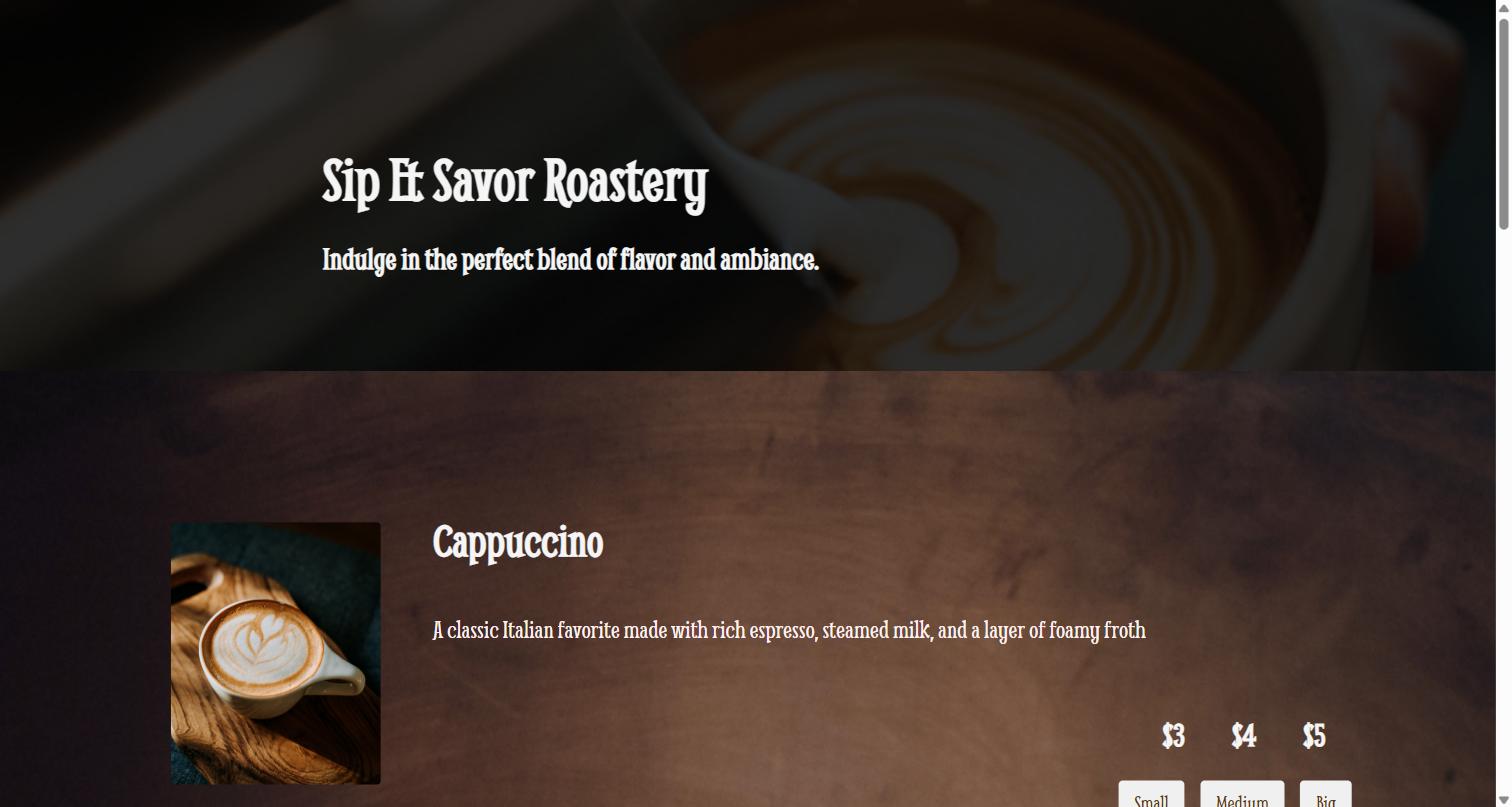 Sip & Savor Roastery
Indulge in the perfect blend of flavor and ambiance.
Cappuccino
A classic Italian favorite made with rich espresso, steamed milk, and a layer of foamy froth
$3 $4 $5
Small Medium Big